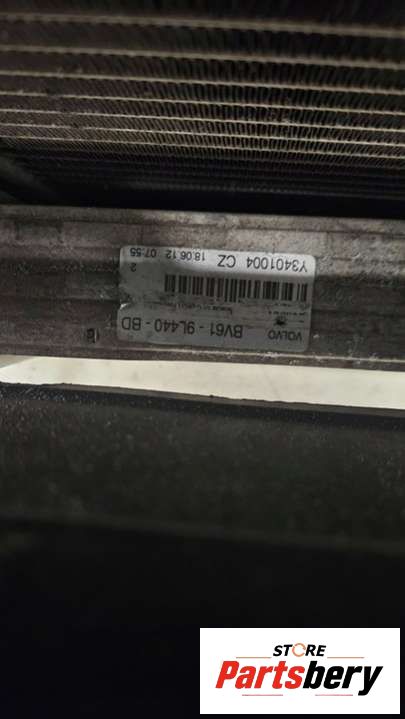 VOLVO
BV61 - 9L440 - BD
Y3401004 CZ
18.06.12 07:55
2
STORE
Partsbery